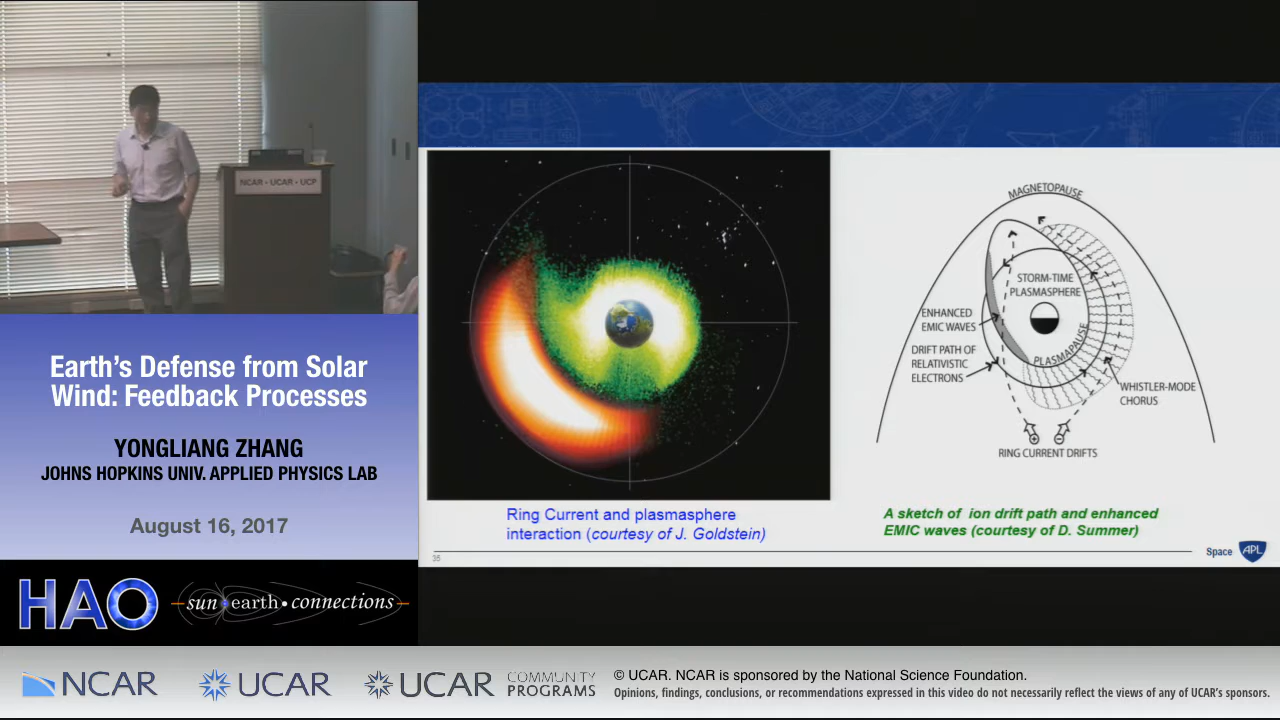 NCAR • UCAR • UCP
Earth's Defense from Solar
Wind: Feedback Processes
YONGLIANG ZHANG
JOHNS HOPKINS UNIV. APPLIED PHYSICS LAB
August 16, 2017
HAO
sun earth connections
MAGNETOPAUSE
STORM-TIME
PLASMASPHERE
ENHANCED
EMIC WAVES
PLASMAPAUSE
DRIFT PATH OF
RELATIVISTIC
ELECTRONS
WHISTLER-MODE
CHORUS
RING CURRENT DRIFTS
Ring Current and plasmasphere
interaction (courtesy of J. Goldstein)
A sketch of ion drift path and enhanced
EMIC waves (courtesy of D. Summer)
35
Space APL
NCAR
UCAR
UCAR
COMMUNITY
PROGRAMS
© UCAR. NCAR is sponsored by the National Science Foundation.
Opinions, findings, conclusions, or recommendations expressed in this video do not necessarily reflect the views of any of UCAR's sponsors.